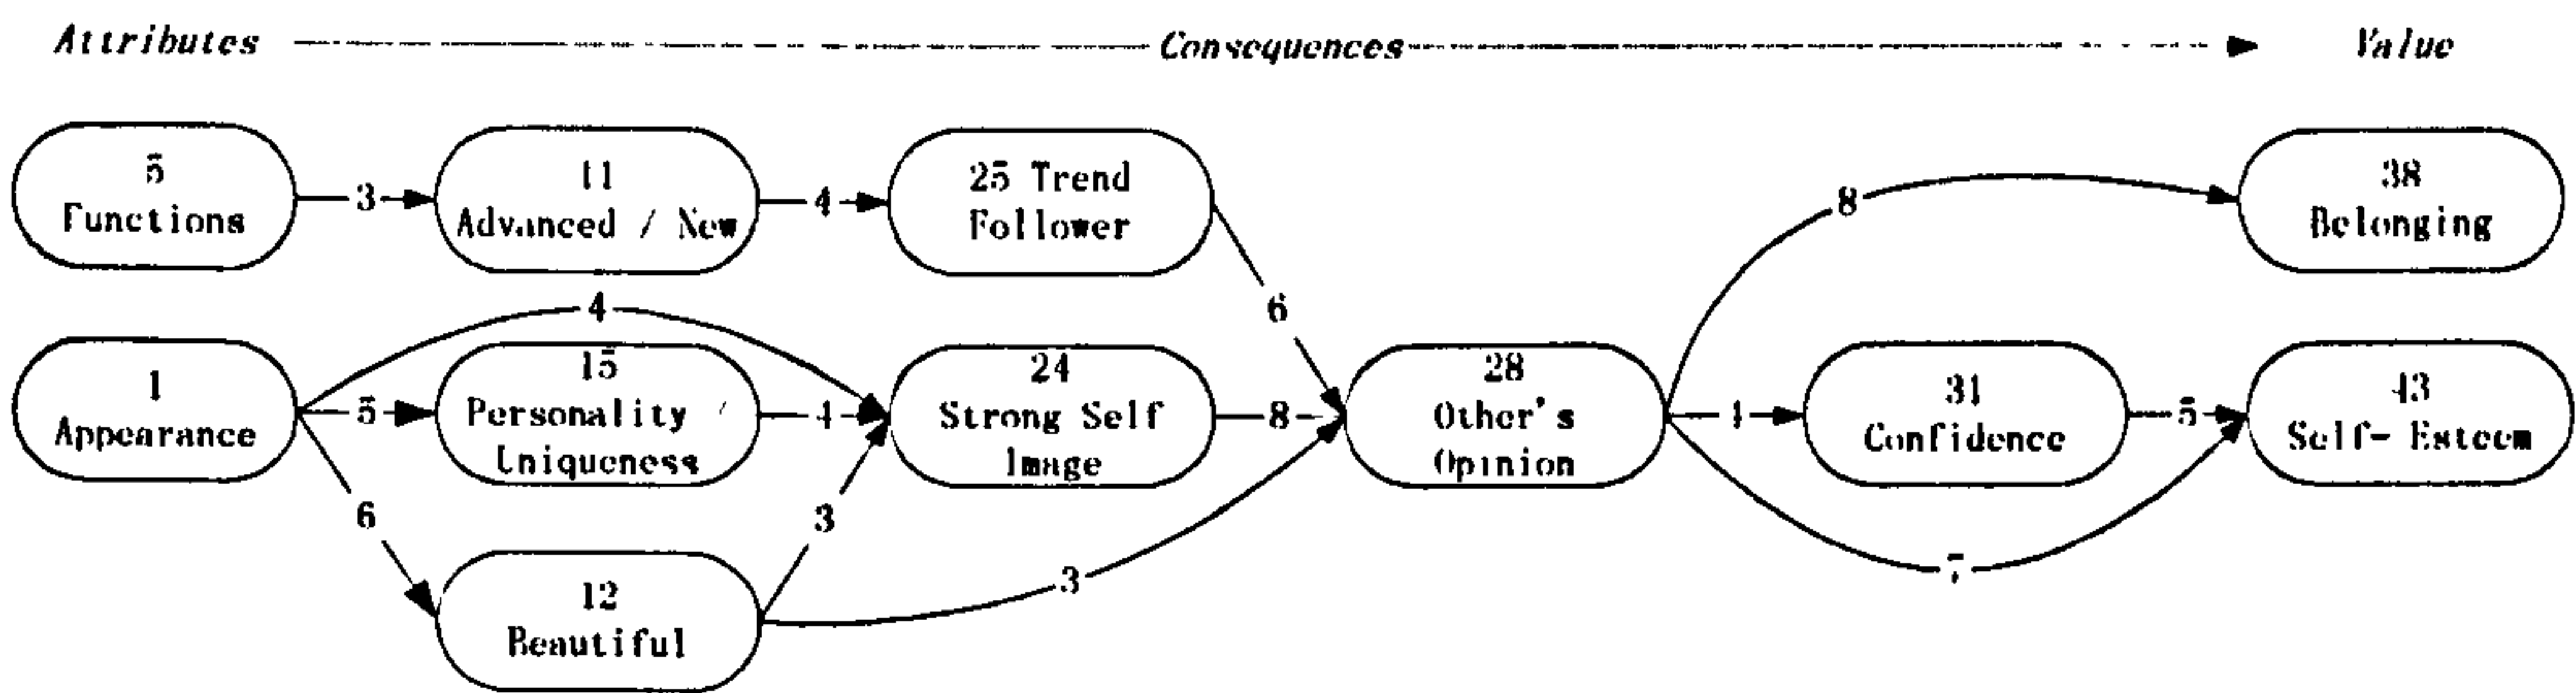 Attributes Consequences Value
5
Functions
3
11
Advanced / New
4
25 Trend
Follower
8
38
Belonging
4
6
1
Appearance
5
15
Personality /
Uniqueness
4
24
Strong Self
Image
8
28
Other's
Opinion
4
31
Confidence
5
43
Self-Esteem
6
3
12
Beautiful
3
7